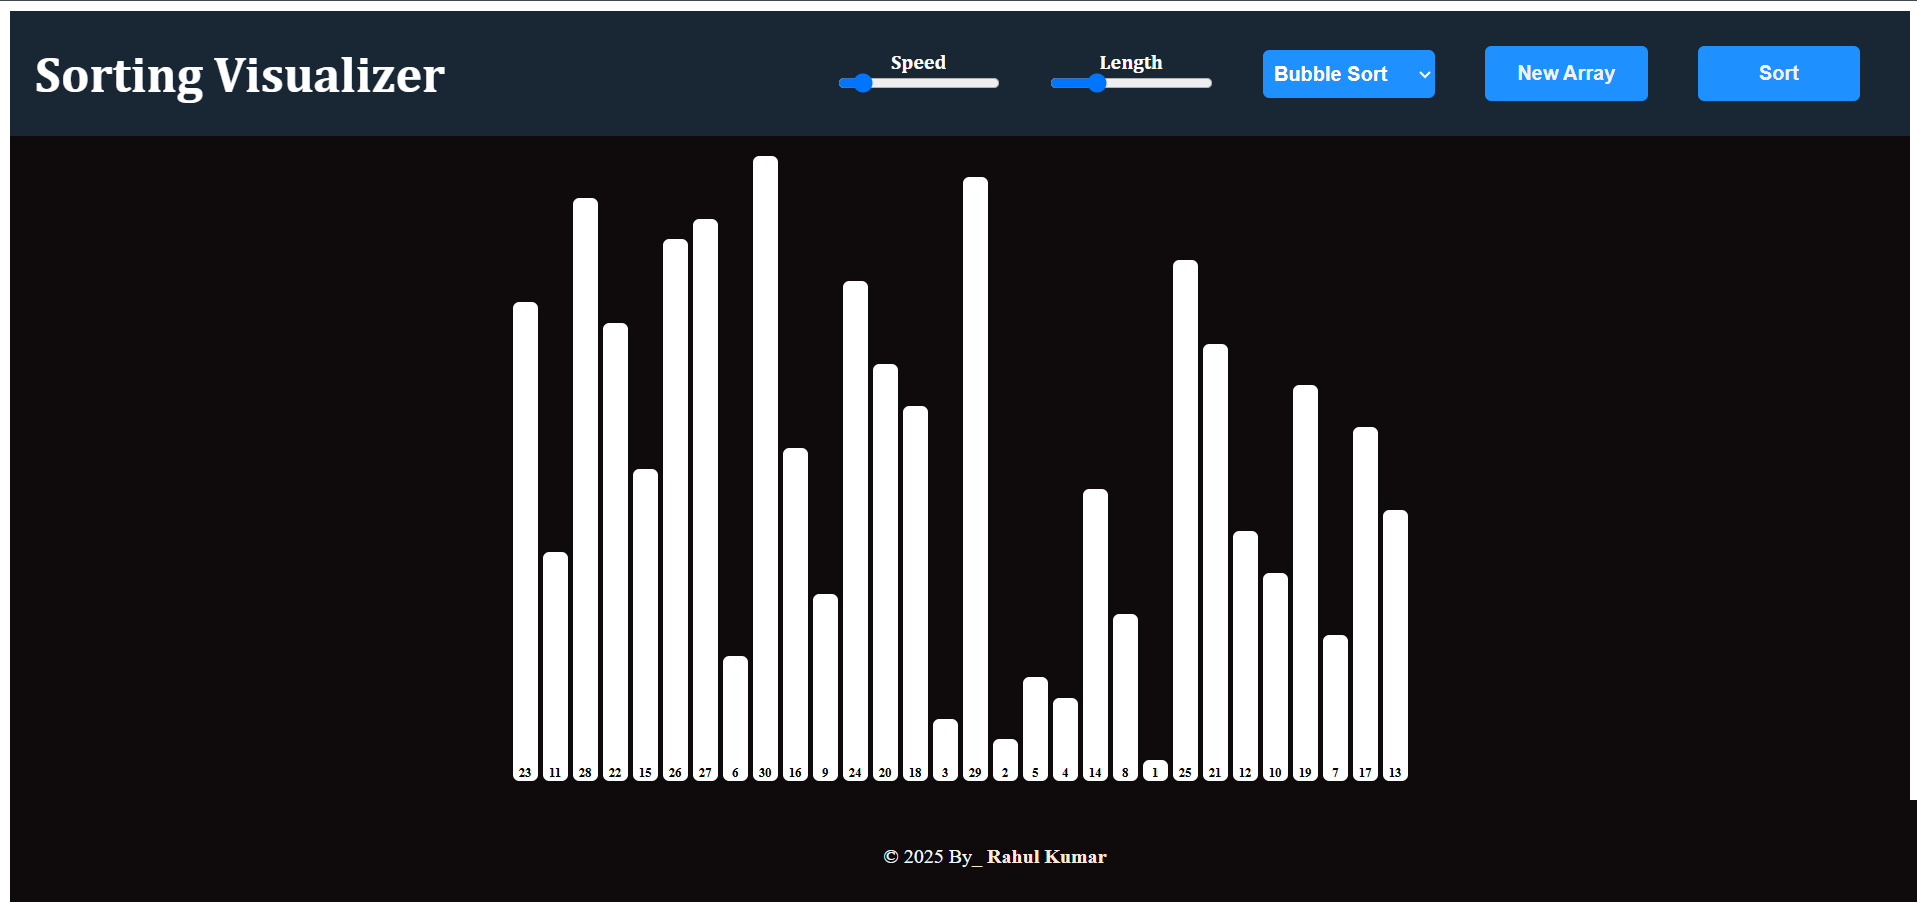 Sorting Visualizer
Speed
Length
Bubble Sort
New Array
Sort
23 11 28 22 15 26 27 6 30 16 9 24 20 18 3 29 2 5 4 14 8 1 25 21 12 10 19 7 17 13
© 2025 By_ Rahul Kumar